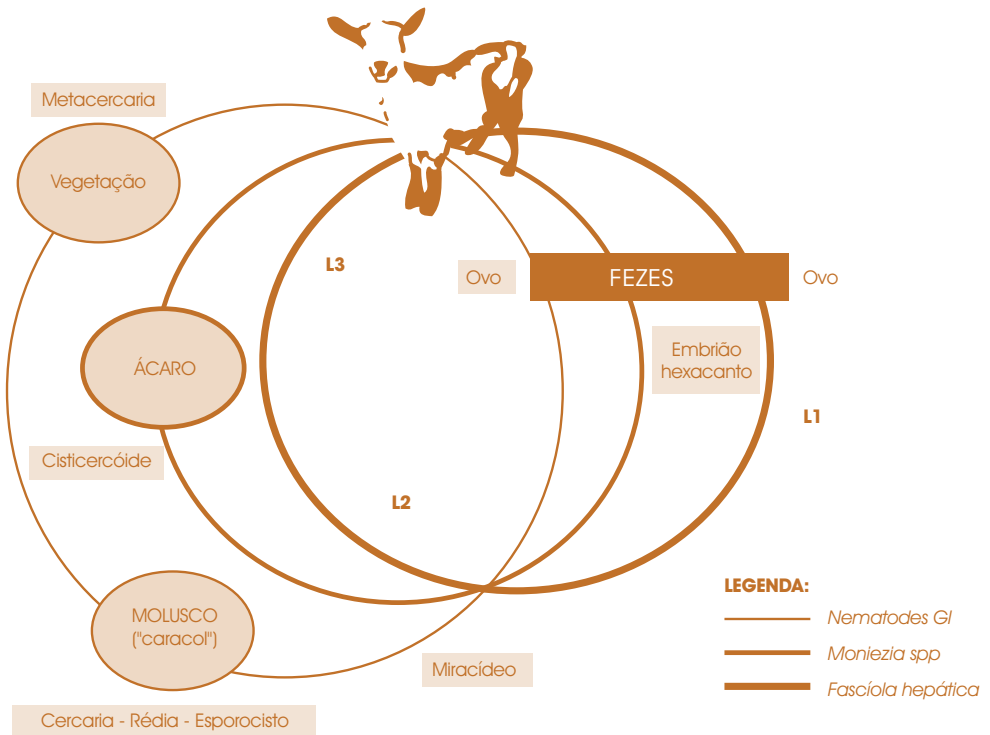 Metacercaria
Vegetação
L3
Ovo
FEZES
Ovo
Embrião
hexacanto
ÁCARO
L1
Cisticercóide
L2
MOLUSCO
("caracol")
Miracídeo
Cercaria - Rédia - Esporocisto
LEGENDA:
Nematodes GI
Moniezia spp
Fascíola hepática